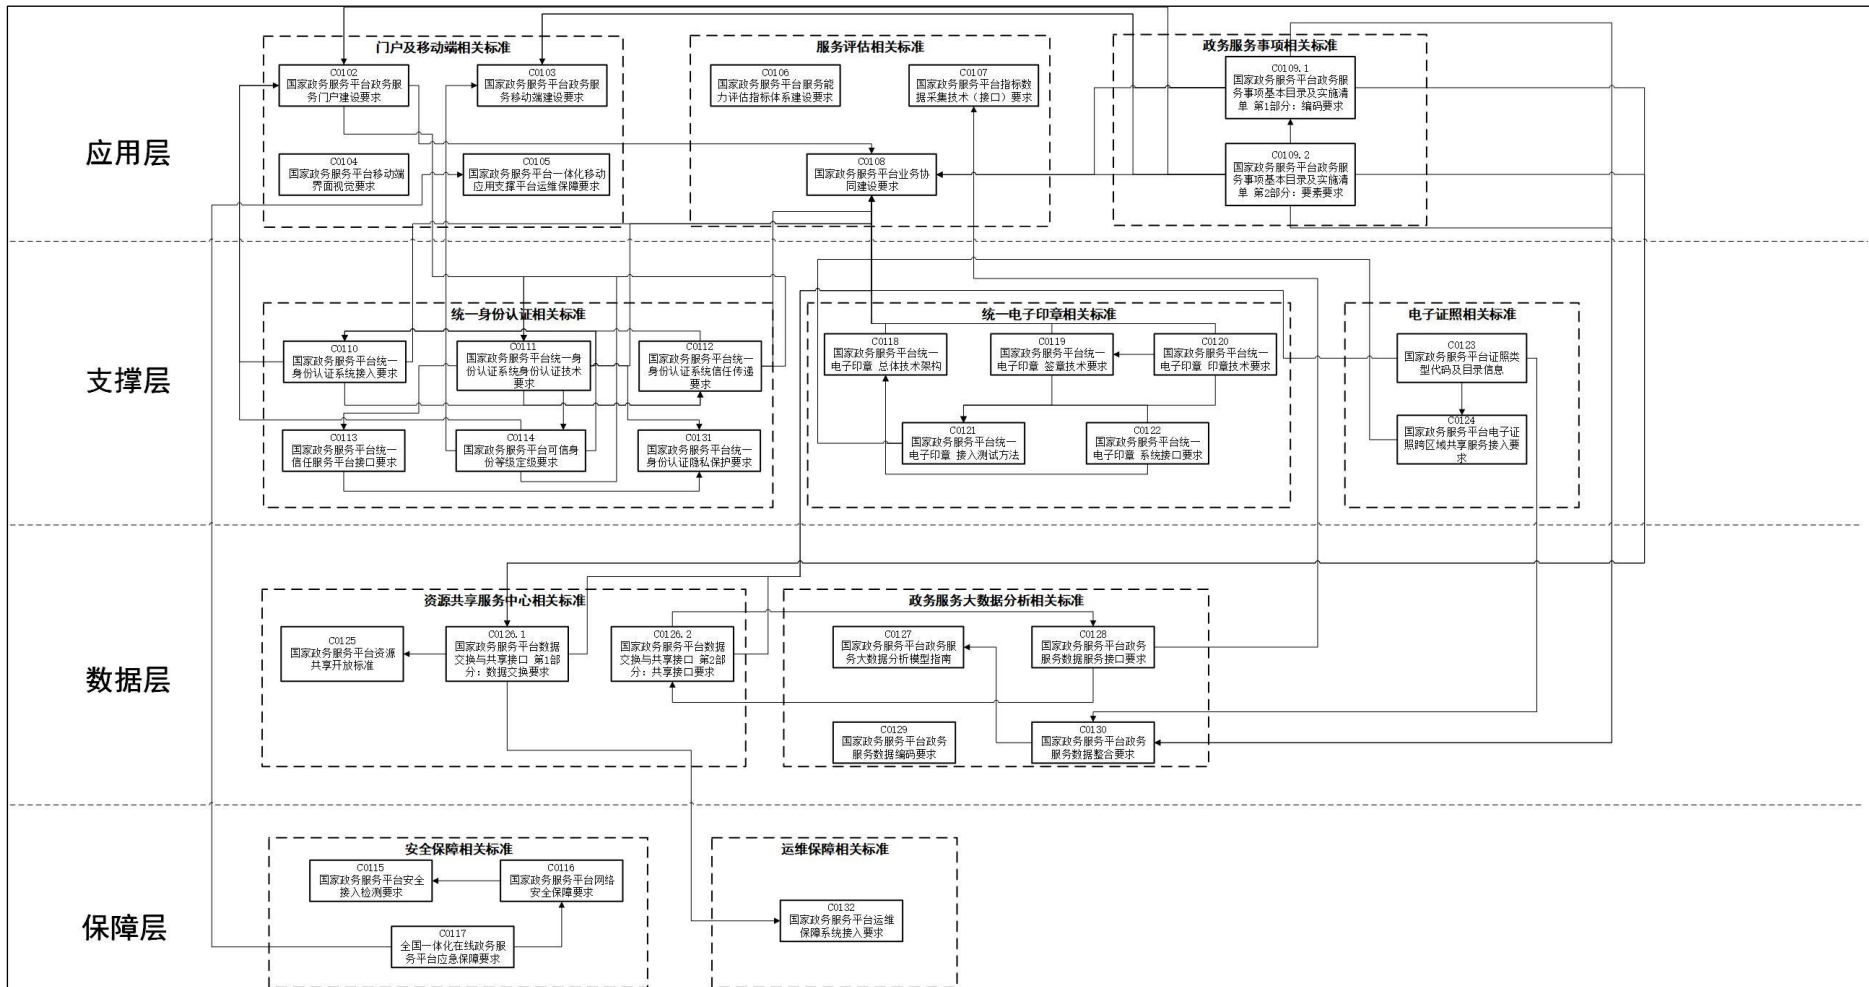 应用层
门户及移动端相关标准
C0102
国家政务服务平台政务服
务门户建设要求
C0103
国家政务服务平台政务服
务移动端建设要求
C0104
国家政务服务平台移动端
界面视觉要求
C0105
国家政务服务平台一体化移动
应用支撑平台运维保障要求
服务评估相关标准
C0106
国家政务服务平台服务能
力评估指标体系建设要求
C0107
国家政务服务平台指标数
据采集技术（接口）要求
C0108
国家政务服务平台业务协
同建设要求
政务服务事项相关标准
C0109.1
国家政务服务平台政务服
务事项基本目录及实施清
单 第1部分：编码要求
C0109.2
国家政务服务平台政务服
务事项基本目录及实施清
单 第2部分：要素要求
支撑层
统一身份认证相关标准
C0110
国家政务服务平台统一
身份认证系统接入要求
C0111
国家政务服务平台统一身
份认证系统身份认证技术
要求
C0112
国家政务服务平台统一
身份认证系统信任传递
要求
C0113
国家政务服务平台统一
信任服务平台接口要求
C0114
国家政务服务平台可信身
份等级定级要求
C0131
国家政务服务平台统一
身份认证隐私保护要求
统一电子印章相关标准
C0118
国家政务服务平台统一
电子印章 总体技术架构
C0119
国家政务服务平台统一
电子印章 签章技术要求
C0120
国家政务服务平台统一
电子印章 印章技术要求
C0121
国家政务服务平台统一
电子印章 接入测试方法
C0122
国家政务服务平台统一
电子印章 系统接口要求
电子证照相关标准
C0123
国家政务服务平台证照类
型代码及目录信息
C0124
国家政务服务平台电子证
照跨区域共享服务接入要
求
数据层
资源共享服务中心相关标准
C0125
国家政务服务平台资源
共享开放标准
C0126.1
国家政务服务平台数据
交换与共享接口 第1部
分：数据交换要求
C0126.2
国家政务服务平台数据
交换与共享接口 第2部
分：共享接口要求
政务服务大数据分析相关标准
C0127
国家政务服务平台政务服
务大数据分析模型指南
C0128
国家政务服务平台政务
服务数据服务接口要求
C0129
国家政务服务平台政务
服务数据编码要求
C0130
国家政务服务平台政务
服务数据整合要求
保障层
安全保障相关标准
C0115
国家政务服务平台安全
接入检测要求
C0116
国家政务服务平台网络
安全保障要求
C0117
全国一体化在线政务服
务平台应急保障要求
运维保障相关标准
C0132
国家政务服务平台运维
保障系统接入要求